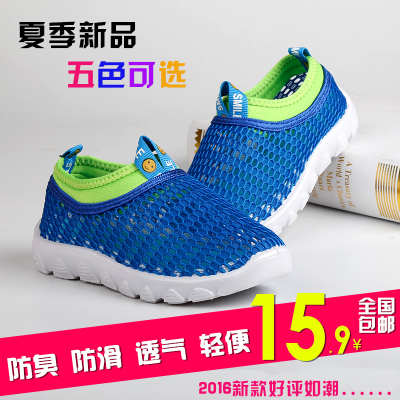 夏季新品
五色可选
SMILE
防臭 防滑 透气 轻便
15.9¥
全国
包邮
2016新款好评如潮......